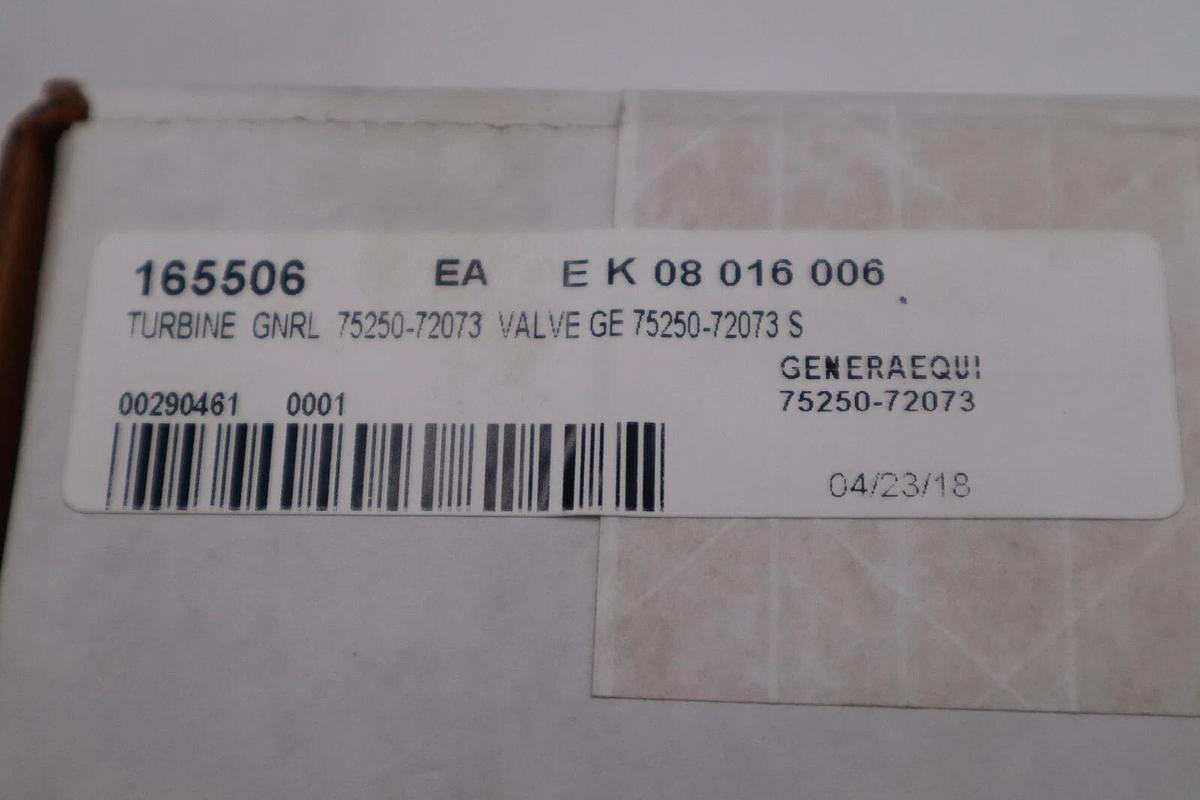 165506 EA E K 08 016 006
TURBINE GNRL 75250-72073 VALVE GE 75250-72073 S
GENERAEQUI
00290461 0001
75250-72073
04/23/18